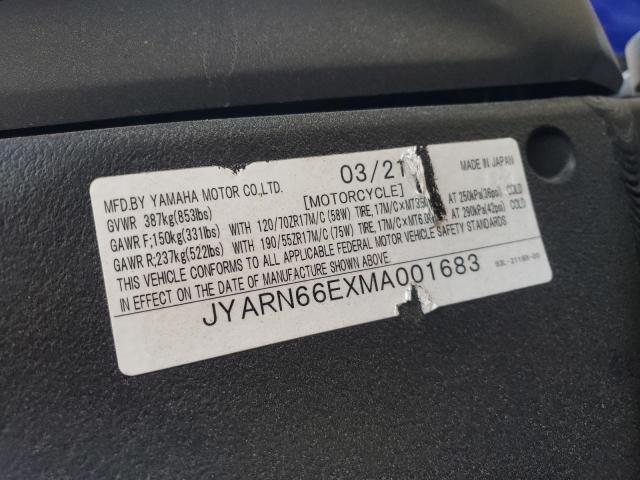 MFD.BY YAMAHA MOTOR CO.,LTD. 03/21 MADE IN JAPAN
GVWR 387kg(853lbs) [MOTORCYCLE]
GAWR F;150kg(331lbs) WITH 120/70ZR17M/C (58W) TIRE,17M/C×MT3.50 AT 250kPa(36psi) COLD
GAWR R;237kg(522lbs) WITH 190/55ZR17M/C (75W) TIRE,17M/C×MT6.0 AT 290kPa(42psi) COLD
THIS VEHICLE CONFORMS TO ALL APPLICABLE FEDERAL MOTOR VEHICLE SAFETY STANDARDS
IN EFFECT ON THE DATE OF MANUFACTURE SHOWN ABOVE.
JYARN66EXMA001683